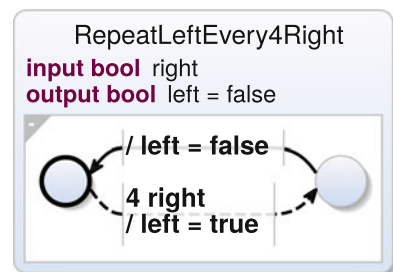 RepeatLeftEvery4Right
input bool right
output bool left = false
-
/ left = false
4 right
/ left = true